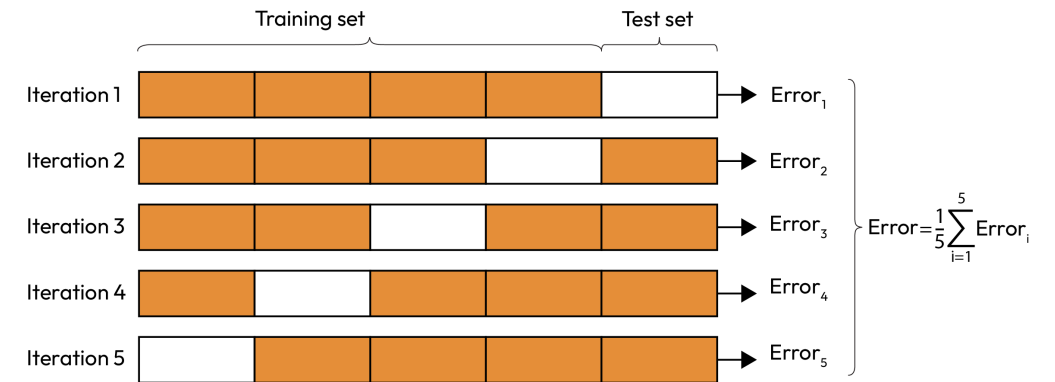 Training set
Test set
Iteration 1
Error₁
Iteration 2
Error₂
Iteration 3
Error₃
Iteration 4
Error₄
Iteration 5
Error₅
Error=1/5 5∑i=1 Errorᵢ